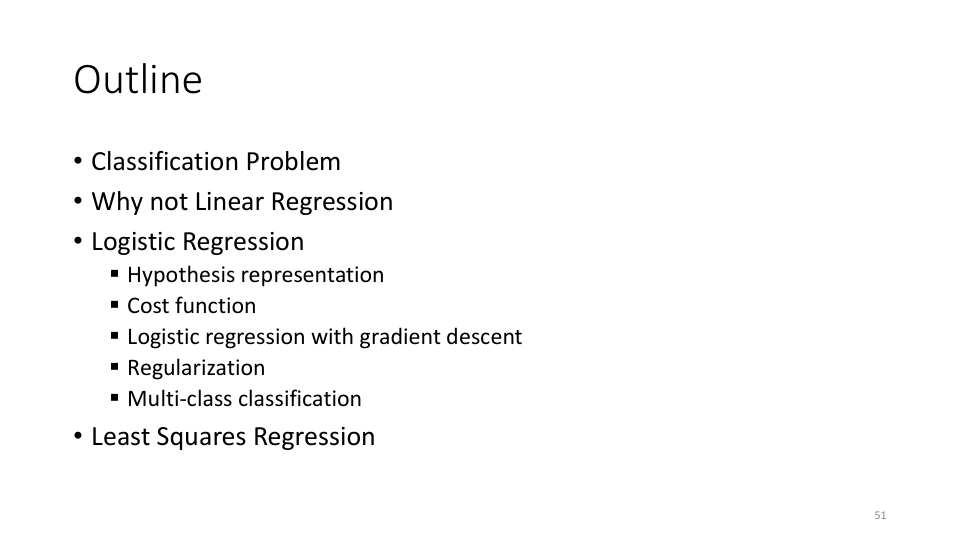 Outline
• Classification Problem
• Why not Linear Regression
• Logistic Regression
▪ Hypothesis representation
▪ Cost function
▪ Logistic regression with gradient descent
▪ Regularization
▪ Multi-class classification
• Least Squares Regression
51